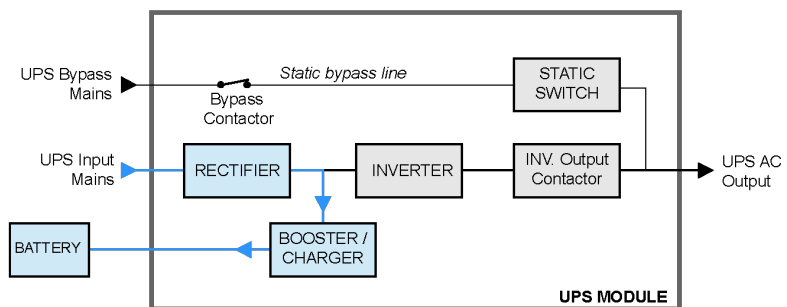 UPS Bypass
Mains
Static bypass line
Bypass
Contactor
STATIC
SWITCH
UPS Input
Mains
RECTIFIER
INVERTER
INV. Output
Contactor
UPS AC
Output
BATTERY
BOOSTER /
CHARGER
UPS MODULE